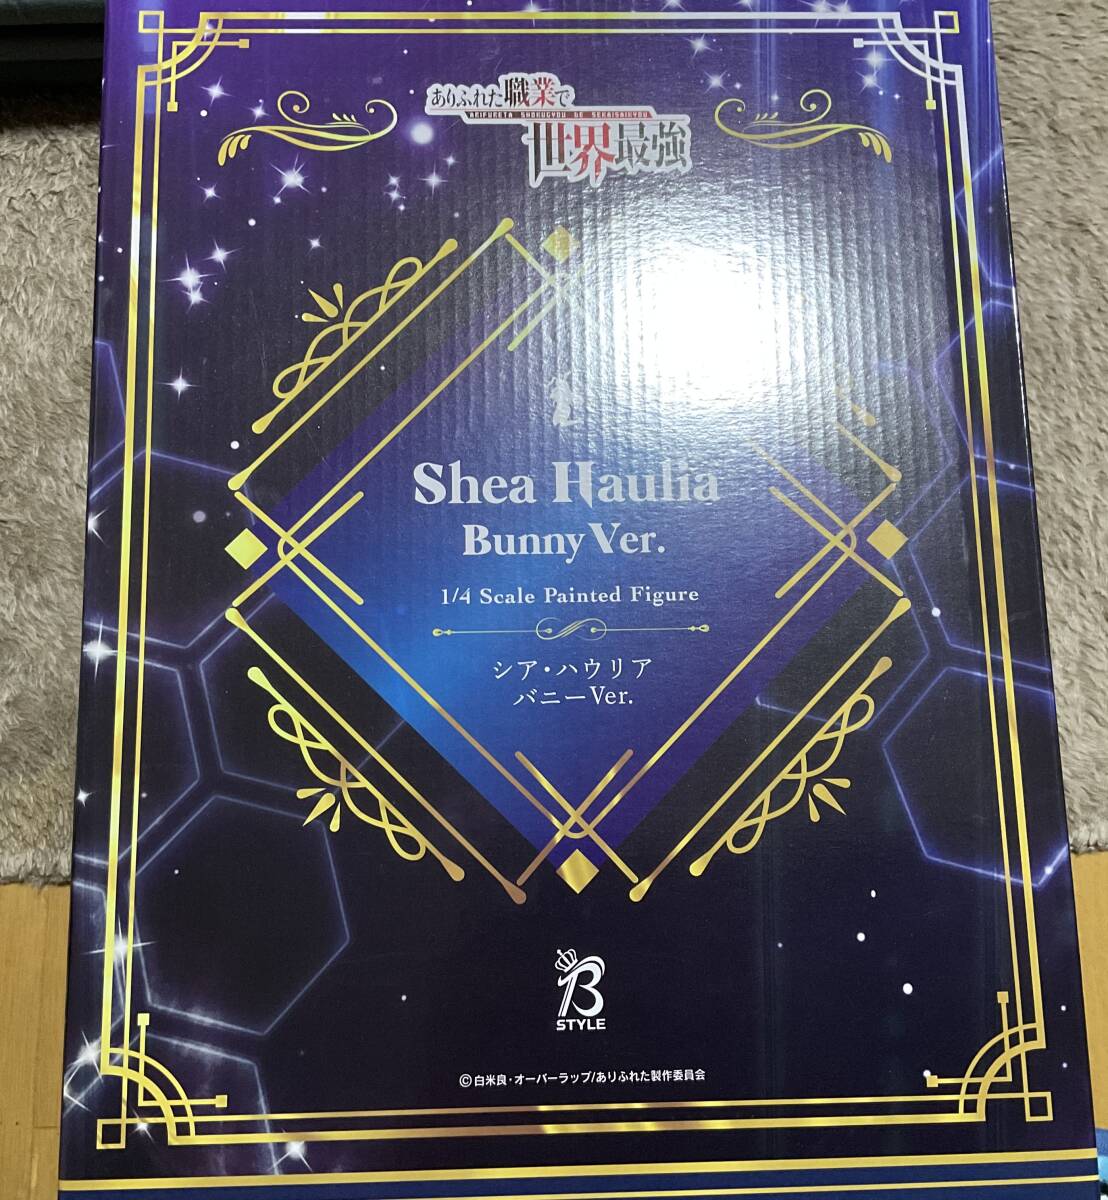 ありふれた職業で
ARIFURETA SHOKUGYOU DE SEKAISAIKYOU
世界最強
Shea Haulia
Bunny Ver.
1/4 Scale Painted Figure
シア・ハウリア
バニーVer.
B
STYLE
©白米良・オーバーラップ/ありふれた製作委員会